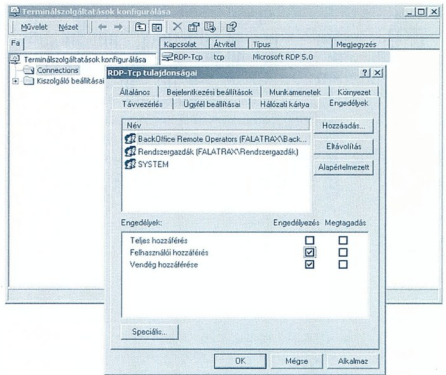 Terminálszolgáltatások konfigurálása
Művelet Nézet
Fa
Kapcsolat Átvitel Típus Megjegyzés
Terminálszolgáltatások konfigurálása
RDP-Tcp tcp Microsoft RDP 5.0
Connections
Kiszolgáló beállításai
RDP-Tcp tulajdonságai
Általános Bejelentkezési beállítások Munkamenetek Környezet
Távvezérlés Ügyfél beállításai Hálózati kártya Engedélyek
Név
BackOffice Remote Operators (FALATRAX\Back...
Rendszergazdák (FALATRAX\Rendszergazdák)
SYSTEM
Hozzáadás...
Eltávolítás
Alapértelmezett
Engedélyek: Engedélyezés Megtagadás
Teljes hozzáférés
Felhasználói hozzáférés
Vendég hozzáférése
Speciális...
OK Mégse Alkalmaz